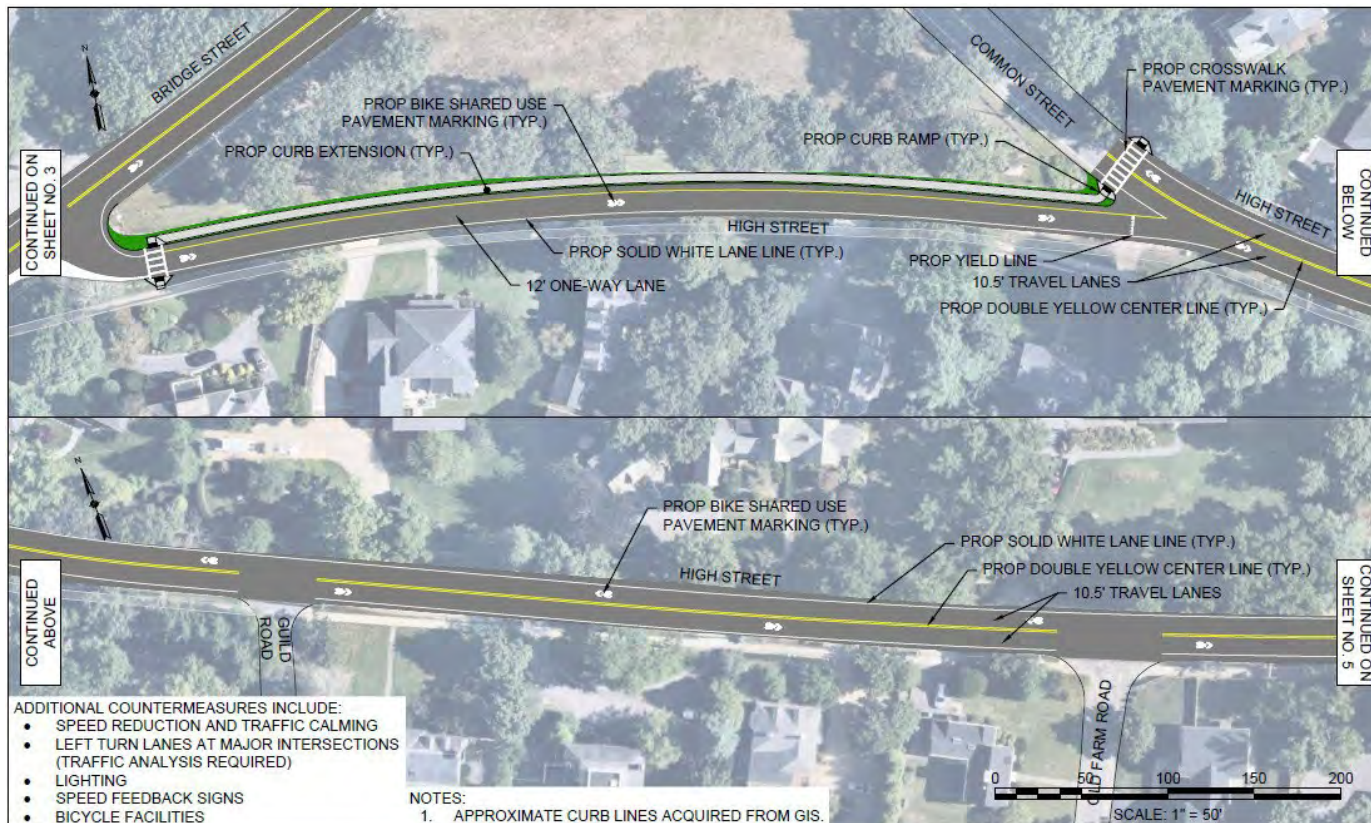 N
BRIDGE STREET
COMMON STREET
PROP CROSSWALK
PAVEMENT MARKING (TYP.)
PROP BIKE SHARED USE
PAVEMENT MARKING (TYP.)
PROP CURB EXTENSION (TYP.)
PROP CURB RAMP (TYP.)
CONTINUED ON
SHEET NO. 3
CONTINUED
BELOW
HIGH STREET
HIGH STREET
PROP SOLID WHITE LANE LINE (TYP.)
PROP YIELD LINE
12' ONE-WAY LANE
10.5' TRAVEL LANES
PROP DOUBLE YELLOW CENTER LINE (TYP.)
N
PROP BIKE SHARED USE
PAVEMENT MARKING (TYP.)
PROP SOLID WHITE LANE LINE (TYP.)
HIGH STREET
PROP DOUBLE YELLOW CENTER LINE (TYP.)
10.5' TRAVEL LANES
CONTINUED
ABOVE
CONTINUED ON
SHEET NO. 5
GUILD
ROAD
OLD FARM ROAD
ADDITIONAL COUNTERMEASURES INCLUDE:
• SPEED REDUCTION AND TRAFFIC CALMING
• LEFT TURN LANES AT MAJOR INTERSECTIONS
(TRAFFIC ANALYSIS REQUIRED)
• LIGHTING
• SPEED FEEDBACK SIGNS
• BICYCLE FACILITIES
NOTES:
1. APPROXIMATE CURB LINES ACQUIRED FROM GIS.
0 50 100 150 200
SCALE: 1" = 50'